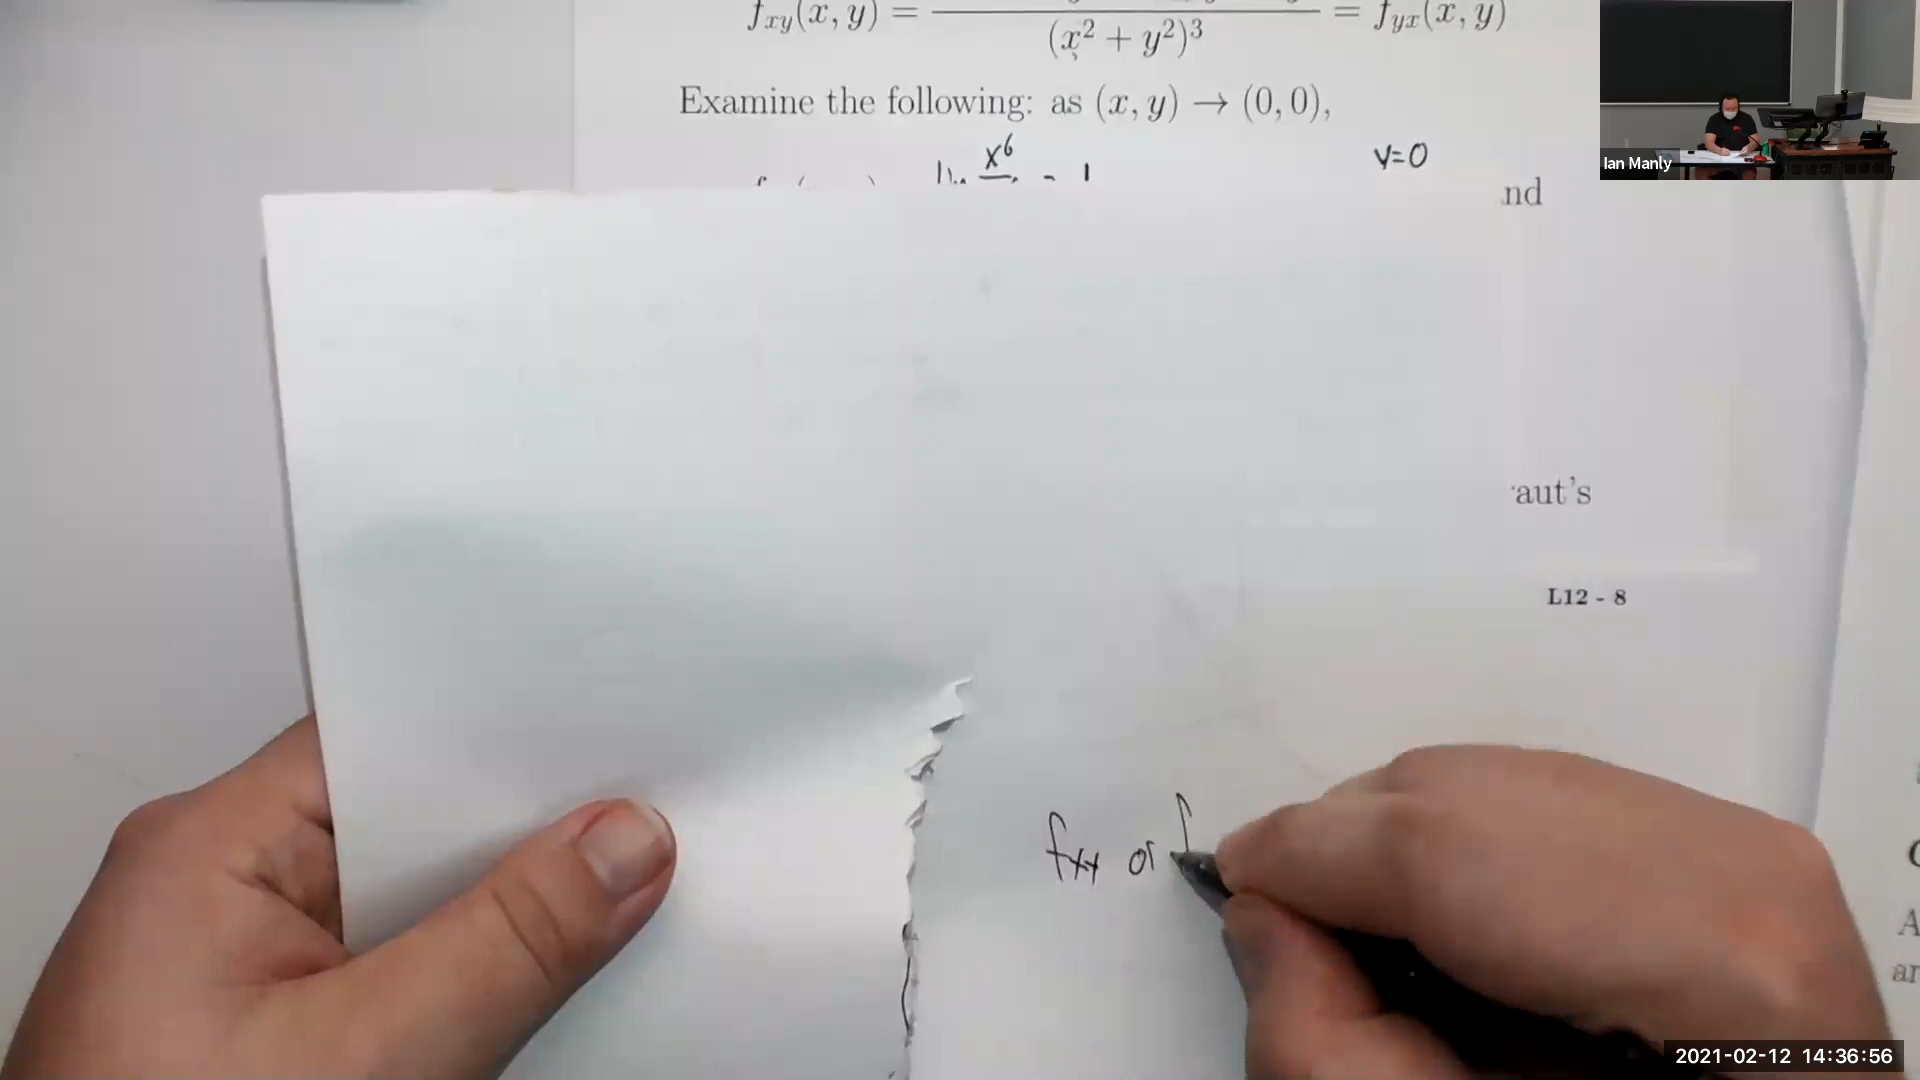 fxy(x, y) = ─── = fyx(x, y)
(x² + y²)³
Examine the following: as (x, y) → (0, 0),
x⁶
y=0
Ian Manly
nd
aut's
L12 - 8
fxy or f
A
ar
2021-02-12 14:36:56